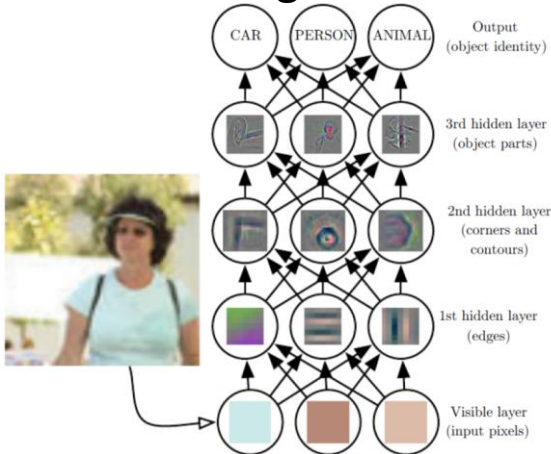 CAR PERSON ANIMAL
Output
(object identity)
3rd hidden layer
(object parts)
2nd hidden layer
(corners and
contours)
1st hidden layer
(edges)
Visible layer
(input pixels)